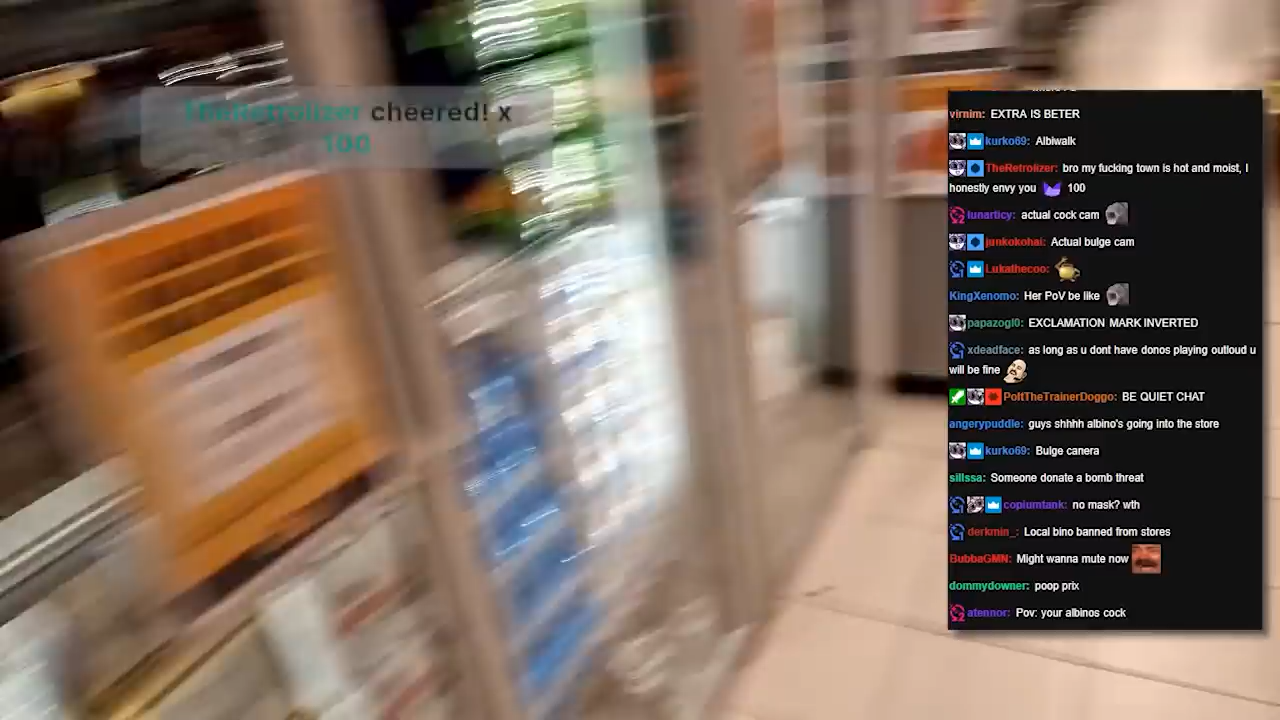 TheRetrolizer cheered! x
100
virnim: EXTRA IS BETER
kurko69: Albiwalk
TheRetrolizer: bro my fucking town is hot and moist, I
honestly envy you 100
lunarticy: actual cock cam
junkokohai: Actual bulge cam
Lukathecoo:
KingXenomo: Her PoV be like
papazogl0: EXCLAMATION MARK INVERTED
xdeadface: as long as u dont have donos playing outloud u
will be fine
PoltTheTrainerDoggo: BE QUIET CHAT
angerypuddle: guys shhhh albino's going into the store
kurko69: Bulge canera
sillssa: Someone donate a bomb threat
copiumtank: no mask? wth
derkmin_: Local bino banned from stores
BubbaGMN: Might wanna mute now
dommydowner: poop prix
atennor: Pov: your albinos cock